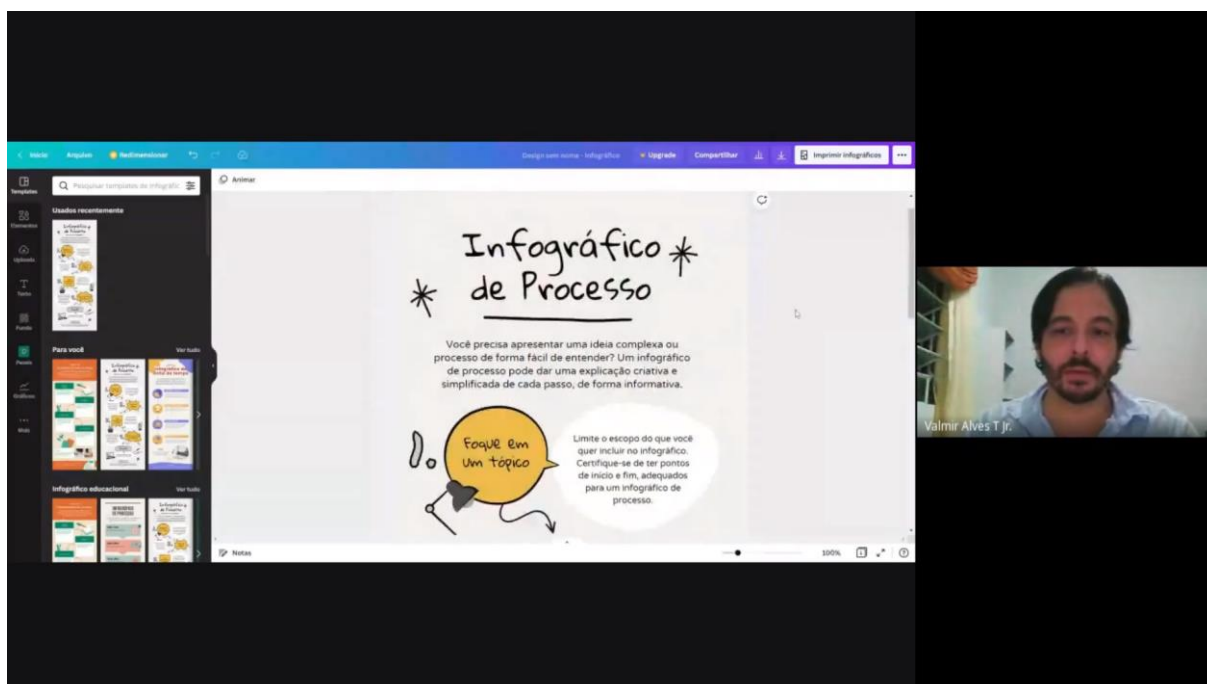 Início
Arquivo
Redimensionar
Design sem nome - Infográfico
Upgrade
Compartilhar
Imprimir infográficos
Templates
Pesquisar templates de infográfic
Animar
Usados recentemente
Elementos
Uploads
Texto
Para você
Ver tudo
Gráficos
Mais
Infográfico educacional
Ver tudo
Infográfico
de Processo
Você precisa apresentar uma ideia complexa ou
processo de forma fácil de entender? Um infográfico
de processo pode dar uma explicação criativa e
simplificada de cada passo, de forma informativa.
Foque em
um tópico
Limite o escopo do que você
quer incluir no infográfico.
Certifique-se de ter pontos
de início e fim, adequados
para um infográfico de
processo.
Notas
100%
1
Valmir Alves T Jr.